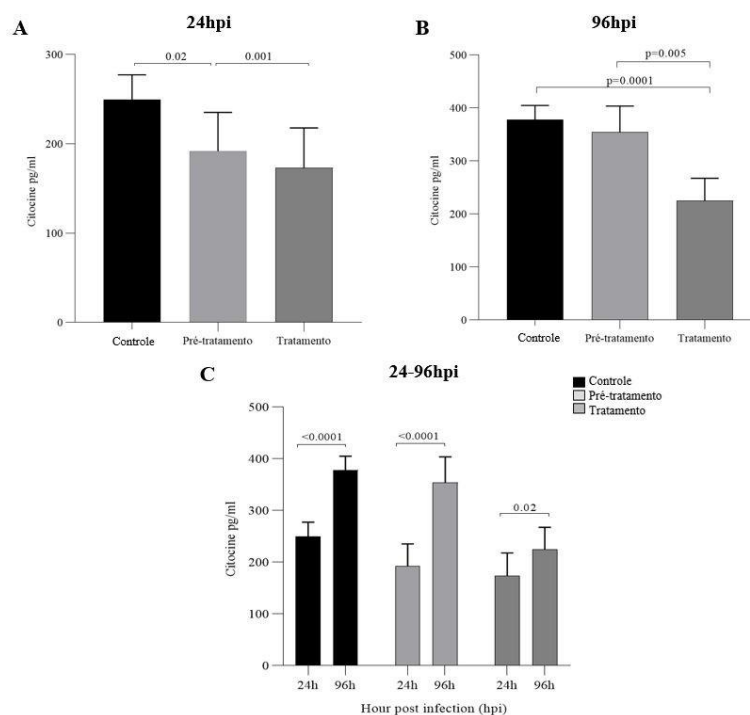 A
24hpi
0.02
0.001
300
200
100
0
Citocine pg/ml
Controle
Pré-tratamento
Tratamento
B
96hpi
p=0.005
p=0.0001
500
400
300
200
100
0
Citocine pg/ml
Controle
Pré-tratamento
Tratamento
C
24-96hpi
Controle
Pré-tratamento
Tratamento
<0.0001
<0.0001
0.02
500
400
300
200
100
0
Citocine pg/ml
24h 96h 24h 96h 24h 96h
Hour post infection (hpi)